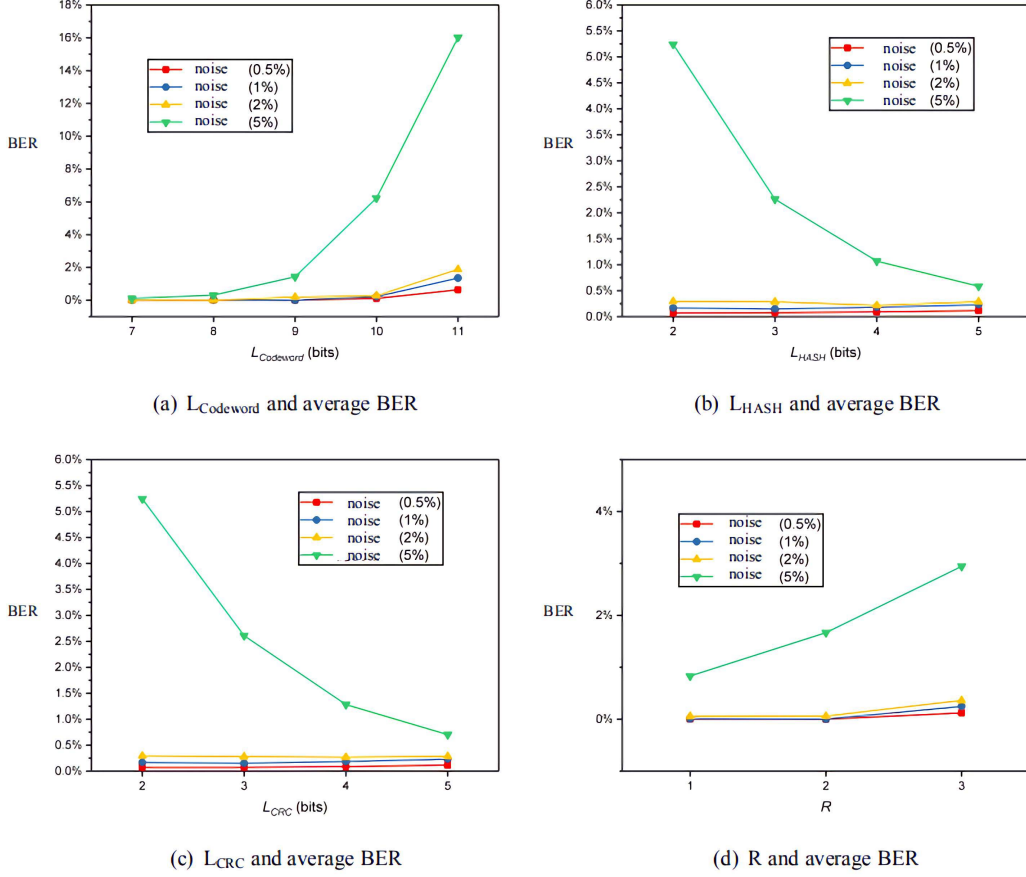 18%
16%
14%
12%
10%
8%
6%
4%
2%
0%
BER
noise (0.5%)
noise (1%)
noise (2%)
noise (5%)
7 8 9 10 11
L_Codeword (bits)
(a) L_Codeword and average BER
6.0%
5.5%
5.0%
4.5%
4.0%
3.5%
3.0%
2.5%
2.0%
1.5%
1.0%
0.5%
0.0%
BER
noise (0.5%)
noise (1%)
noise (2%)
noise (5%)
2 3 4 5
L_HASH (bits)
(b) L_HASH and average BER
6.0%
5.5%
5.0%
4.5%
4.0%
3.5%
3.0%
2.5%
2.0%
1.5%
1.0%
0.5%
0.0%
BER
noise (0.5%)
noise (1%)
noise (2%)
noise (5%)
2 3 4 5
L_CRC (bits)
(c) L_CRC and average BER
4%
2%
0%
BER
noise (0.5%)
noise (1%)
noise (2%)
noise (5%)
1 2 3
R
(d) R and average BER